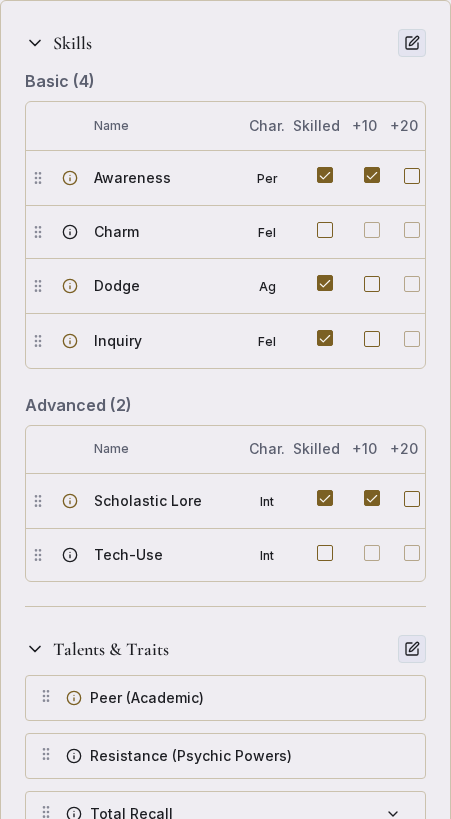 Skills
Basic (4)
Name Char. Skilled +10 +20
Awareness Per
Charm Fel
Dodge Ag
Inquiry Fel
Advanced (2)
Name Char. Skilled +10 +20
Scholastic Lore Int
Tech-Use Int
Talents & Traits
Peer (Academic)
Resistance (Psychic Powers)
Total Recall